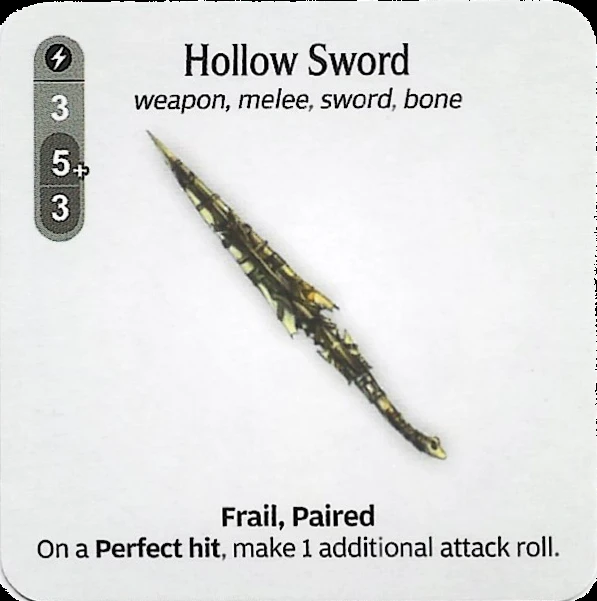 Hollow Sword
weapon, melee, sword, bone
3
5+
3
Frail, Paired
On a Perfect hit, make 1 additional attack roll.